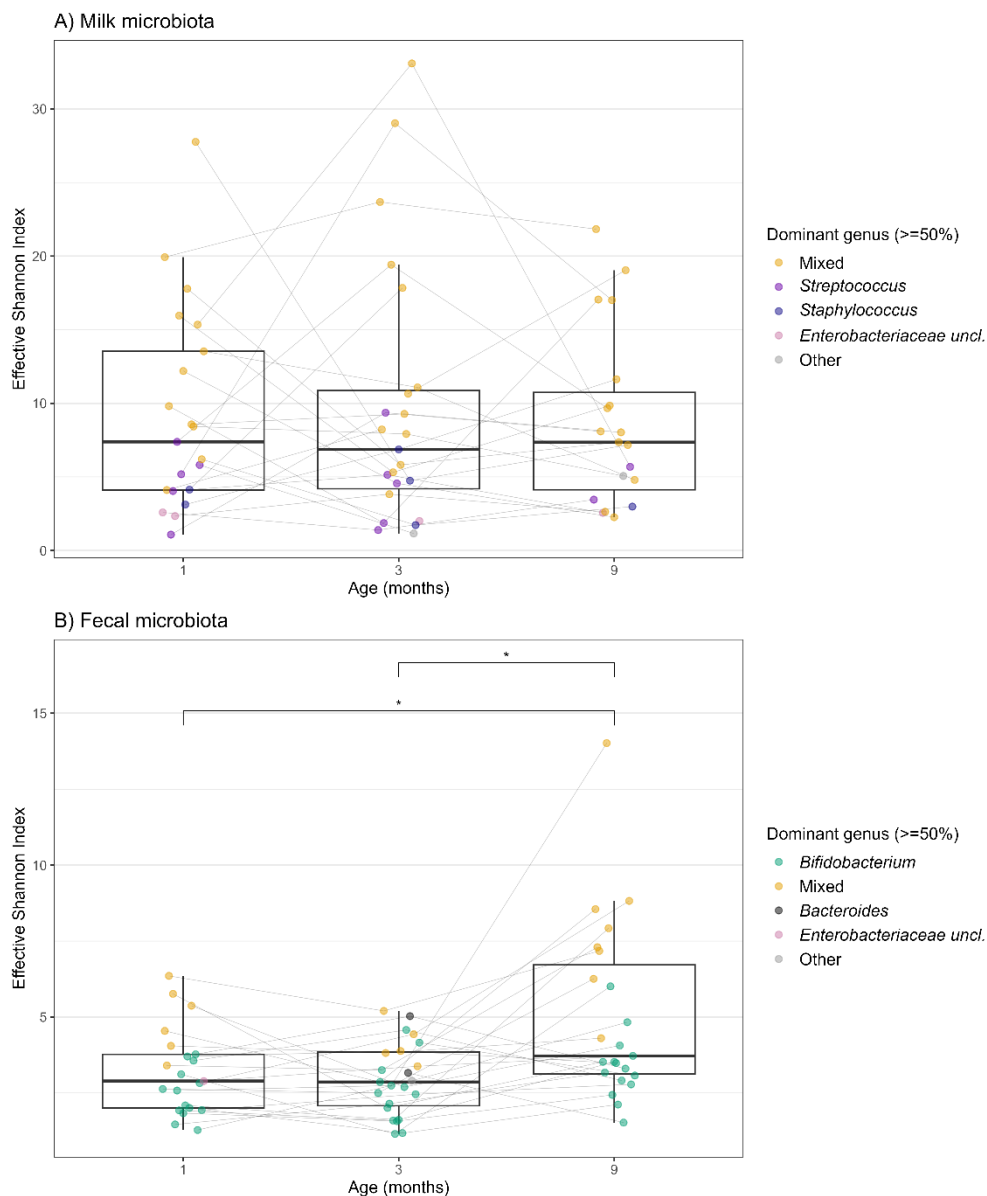 A) Milk microbiota
30
20
10
0
Effective Shannon Index
1
3
9
Age (months)
Dominant genus (>=50%)
Mixed
Streptococcus
Staphylococcus
Enterobacteriaceae uncl.
Other
B) Fecal microbiota
*
*
15
10
5
Effective Shannon Index
1
3
9
Age (months)
Dominant genus (>=50%)
Bifidobacterium
Mixed
Bacteroides
Enterobacteriaceae uncl.
Other